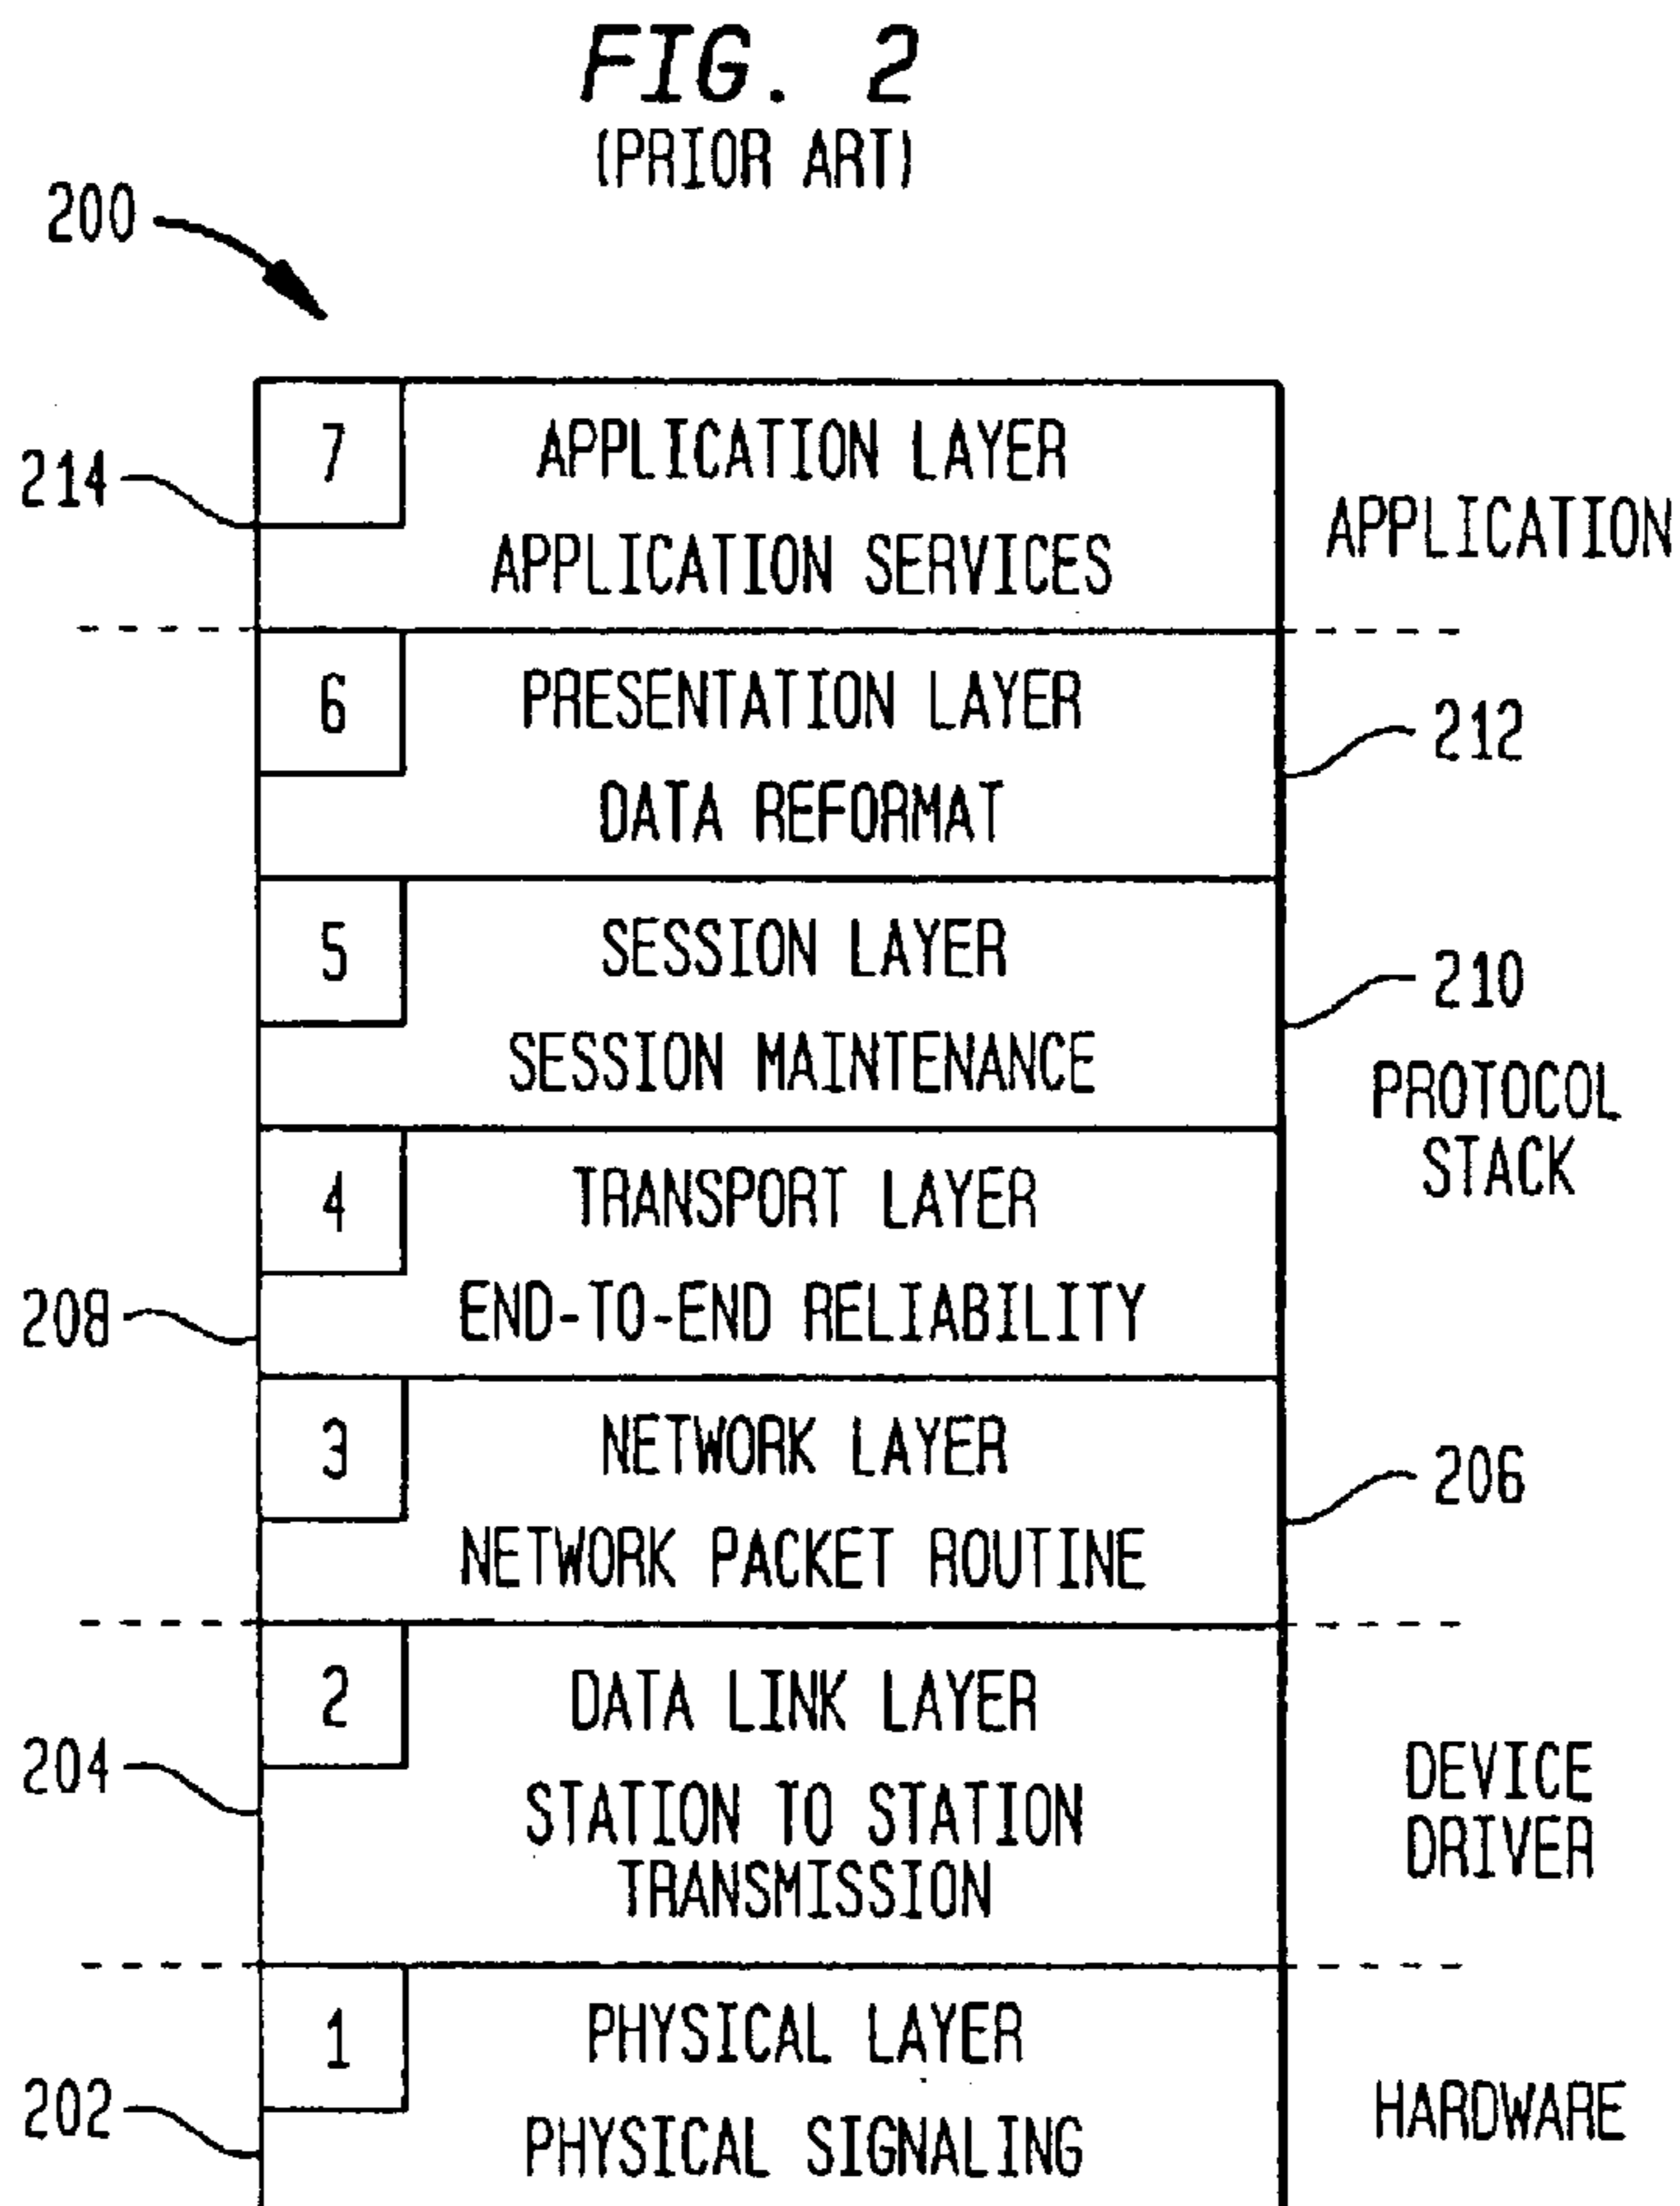 FIG. 2
(PRIOR ART)
200
7
APPLICATION LAYER
214
APPLICATION SERVICES
APPLICATION
6
PRESENTATION LAYER
212
DATA REFORMAT
5
SESSION LAYER
210
SESSION MAINTENANCE
PROTOCOL
STACK
4
TRANSPORT LAYER
208
END-TO-END RELIABILITY
3
NETWORK LAYER
206
NETWORK PACKET ROUTINE
2
DATA LINK LAYER
204
STATION TO STATION
TRANSMISSION
DEVICE
DRIVER
1
PHYSICAL LAYER
202
PHYSICAL SIGNALING
HARDWARE